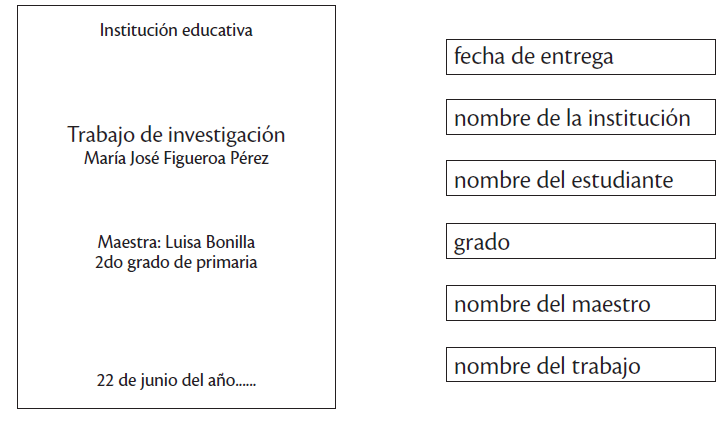 Institución educativa
Trabajo de investigación
María José Figueroa Pérez
Maestra: Luisa Bonilla
2do grado de primaria
22 de junio del año......
fecha de entrega
nombre de la institución
nombre del estudiante
grado
nombre del maestro
nombre del trabajo